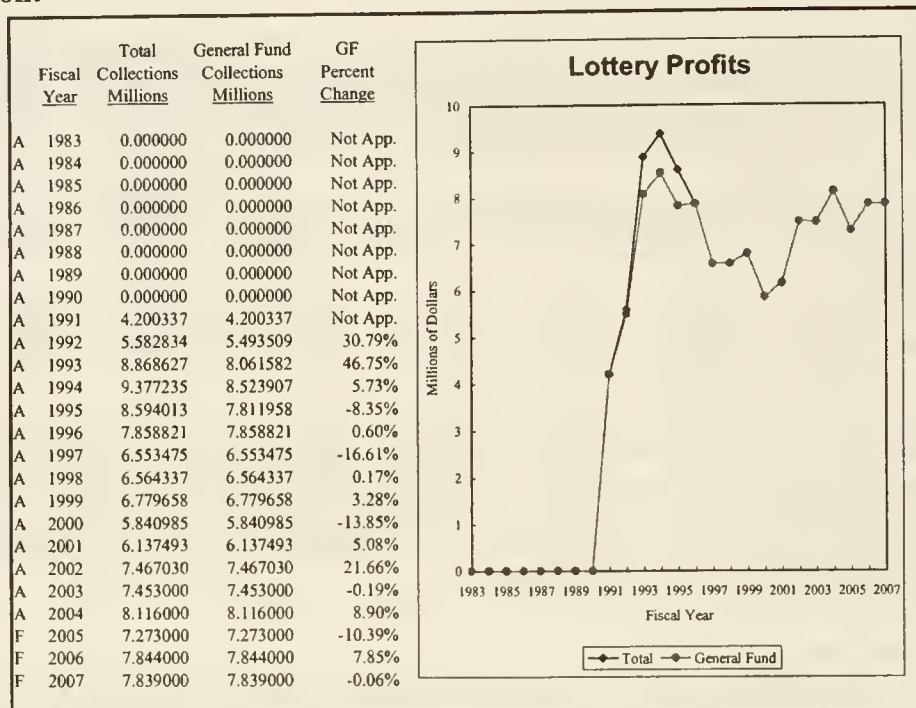 Total General Fund GF
Fiscal Collections Collections Percent
Year Millions Millions Change
A 1983 0.000000 0.000000 Not App.
A 1984 0.000000 0.000000 Not App.
A 1985 0.000000 0.000000 Not App.
A 1986 0.000000 0.000000 Not App.
A 1987 0.000000 0.000000 Not App.
A 1988 0.000000 0.000000 Not App.
A 1989 0.000000 0.000000 Not App.
A 1990 0.000000 0.000000 Not App.
A 1991 4.200337 4.200337 Not App.
A 1992 5.582834 5.493509 30.79%
A 1993 8.868627 8.061582 46.75%
A 1994 9.377235 8.523907 5.73%
A 1995 8.594013 7.811958 -8.35%
A 1996 7.858821 7.858821 0.60%
A 1997 6.553475 6.553475 -16.61%
A 1998 6.564337 6.564337 0.17%
A 1999 6.779658 6.779658 3.28%
A 2000 5.840985 5.840985 -13.85%
A 2001 6.137493 6.137493 5.08%
A 2002 7.467030 7.467030 21.66%
A 2003 7.453000 7.453000 -0.19%
A 2004 8.116000 8.116000 8.90%
F 2005 7.273000 7.273000 -10.39%
F 2006 7.844000 7.844000 7.85%
F 2007 7.839000 7.839000 -0.06%
Lottery Profits
Millions of Dollars
10
9
8
7
6
5
4
3
2
1
0
1983 1985 1987 1989 1991 1993 1995 1997 1999 2001 2003 2005 2007
Fiscal Year
Total General Fund